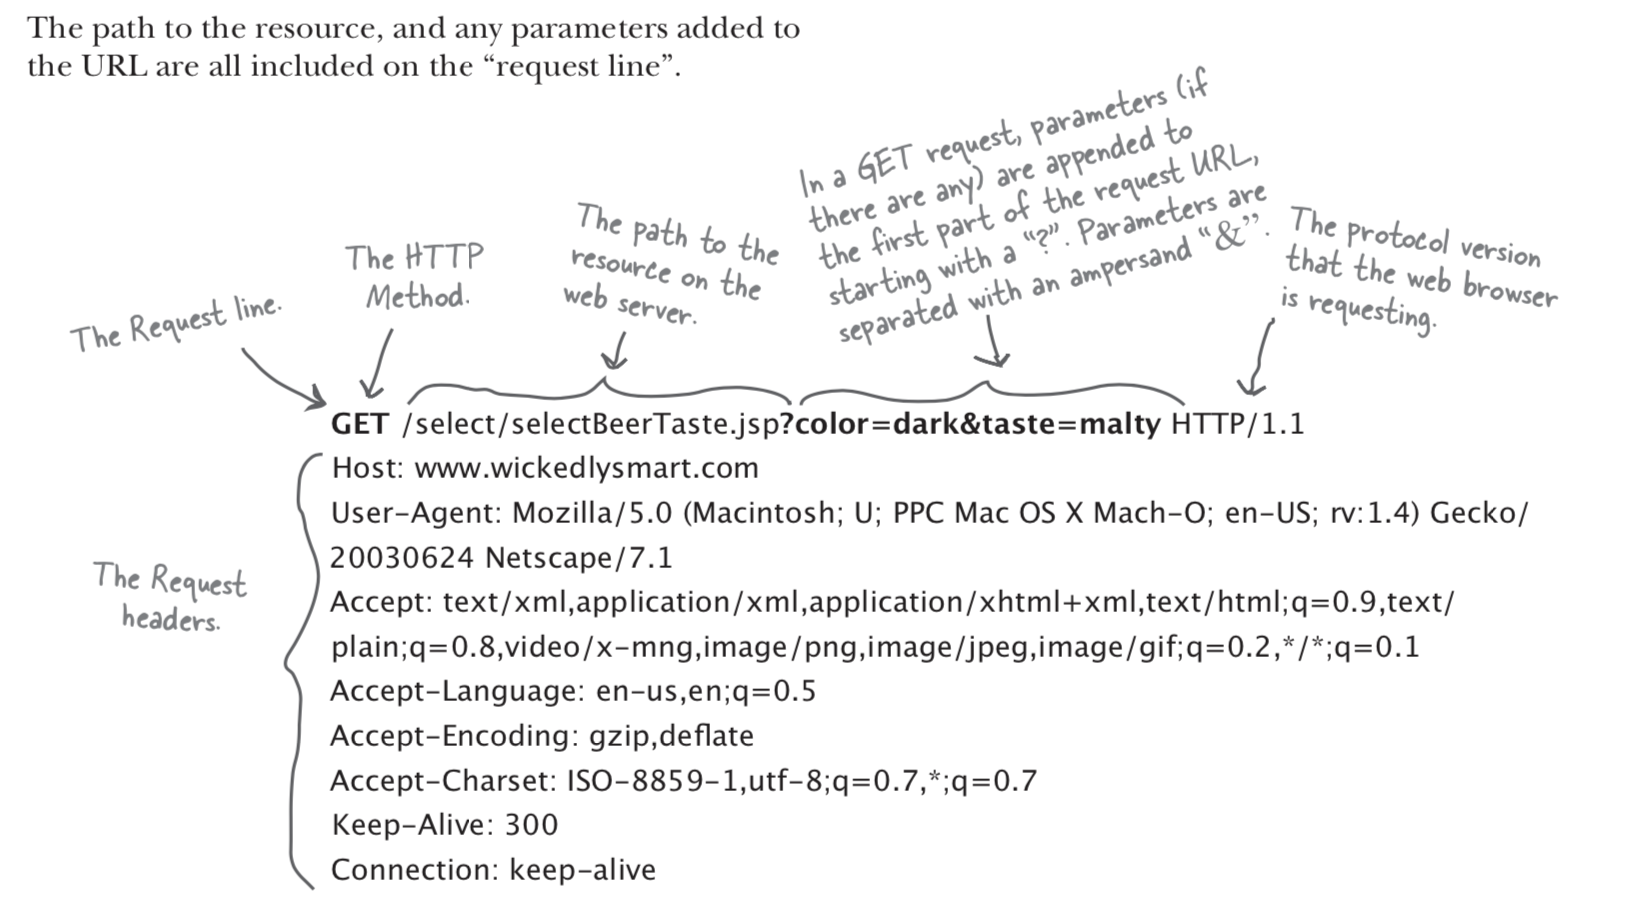 The path to the resource, and any parameters added to
the URL are all included on the “request line”.
The Request line.
The HTTP
Method.
The path to the
resource on the
web server.
In a GET request, parameters (if
there are any) are appended to
the first part of the request URL,
starting with a “?”. Parameters are
separated with an ampersand “&”.
The protocol version
that the web browser
is requesting.
GET /select/selectBeerTaste.jsp?color=dark&taste=malty HTTP/1.1
Host: www.wickedlysmart.com
User-Agent: Mozilla/5.0 (Macintosh; U; PPC Mac OS X Mach-O; en-US; rv:1.4) Gecko/
20030624 Netscape/7.1
Accept: text/xml,application/xml,application/xhtml+xml,text/html;q=0.9,text/
plain;q=0.8,video/x-mng,image/png,image/jpeg,image/gif;q=0.2,*/*;q=0.1
Accept-Language: en-us,en;q=0.5
Accept-Encoding: gzip,deflate
Accept-Charset: ISO-8859-1,utf-8;q=0.7,*;q=0.7
Keep-Alive: 300
Connection: keep-alive
The Request
headers.